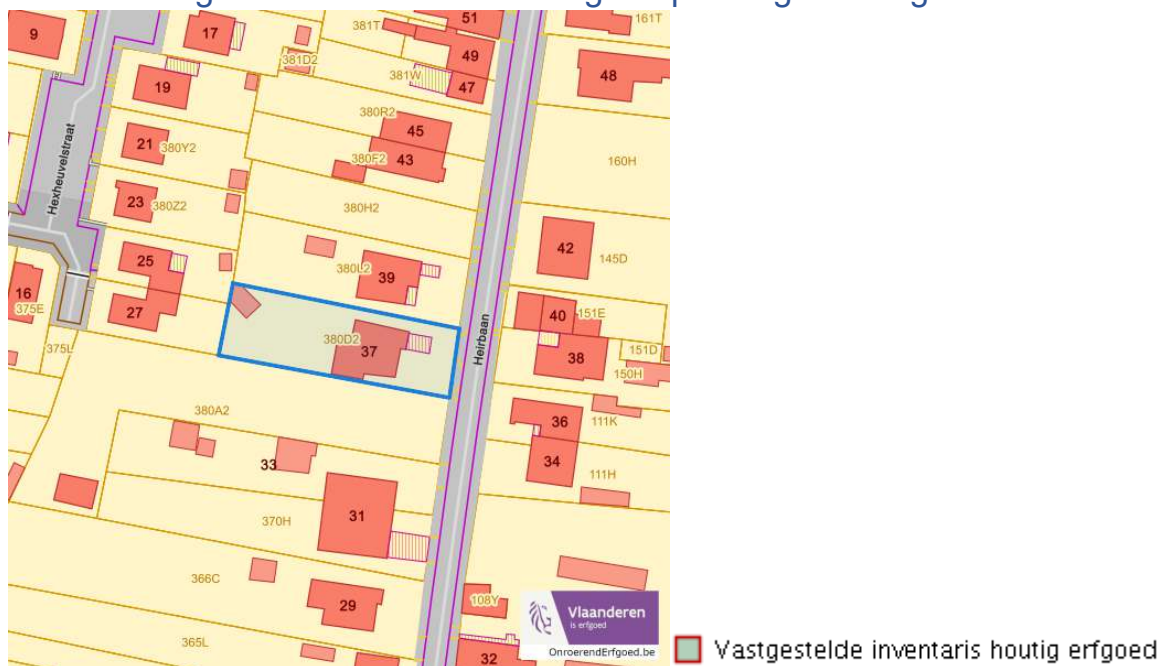 51
161T
9
17
381T
49
48
381D2
381W
47
19
380R2
45
Hexheuvelstraat
21
380Y2
380F2
43
160H
23
380Z2
380H2
42
145D
25
380L2
39
16
375E
27
40
151E
380D2
37
Heirbaan
38
151D
375L
150H
380A2
36
111K
33
34
111H
31
370H
366C
29
108Y
365L
32
Vlaanderen
is erfgoed
OnroerendErfgoed.be
Vastgestelde inventaris houtig erfgoed